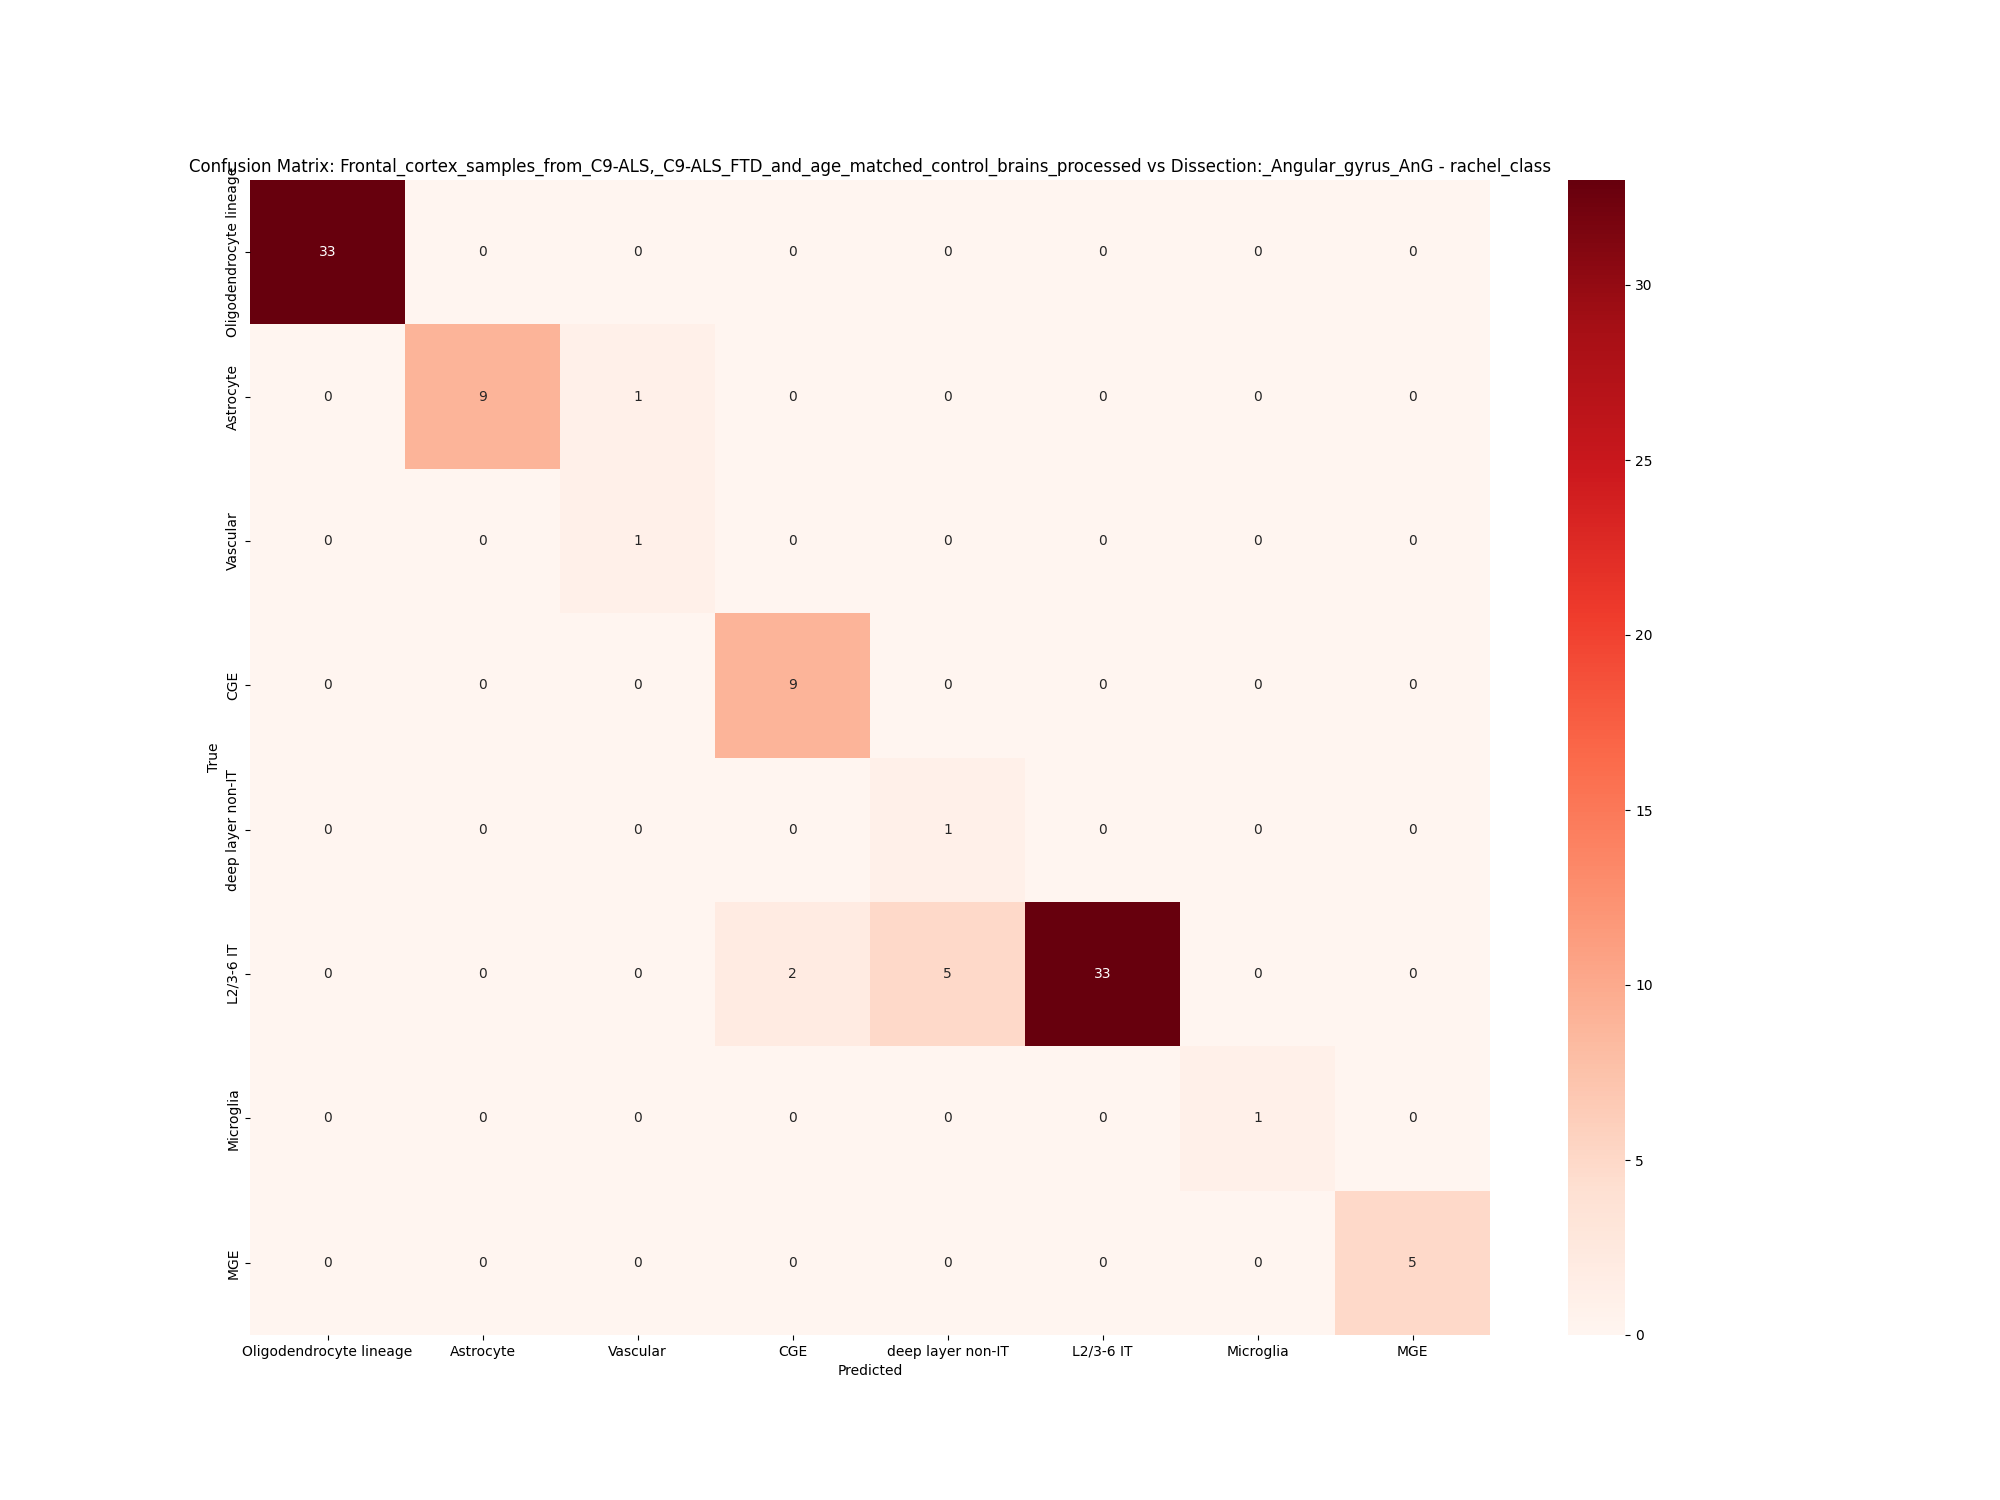 Confusion Matrix: Frontal_cortex_samples_from_C9-ALS,_C9-ALS_FTD_and_age_matched_control_brains_processed vs Dissection:_Angular_gyrus_AnG - rachel_class
Oligodendrocyte lineage
33 0 0 0 0 0 0 0
Astrocyte
0 9 1 0 0 0 0 0
Vascular
0 0 1 0 0 0 0 0
CGE
0 0 0 9 0 0 0 0
True
deep layer non-IT
0 0 0 0 1 0 0 0
L2/3-6 IT
0 0 0 2 5 33 0 0
Microglia
0 0 0 0 0 0 1 0
MGE
0 0 0 0 0 0 0 5
Oligodendrocyte lineage Astrocyte Vascular CGE deep layer non-IT L2/3-6 IT Microglia MGE
Predicted
30
25
20
15
10
5
0